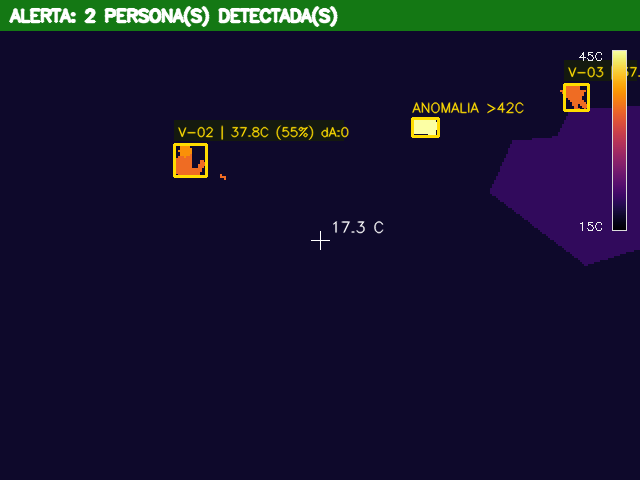 ALERTA: 2 PERSONA(S) DETECTADA(S)
45C
V-03 |
ANOMALIA >42C
V-02 | 37.8C (55%) dA:0
17.3 C
15C